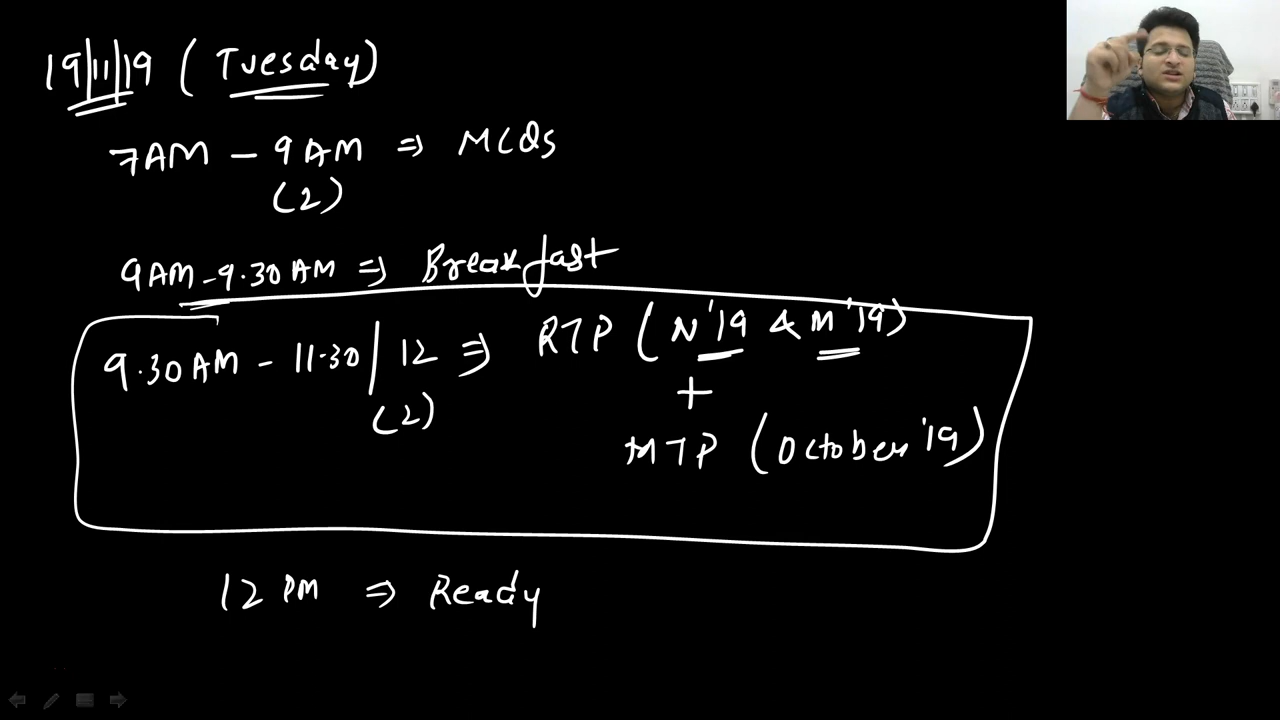 19|11|19 (Tuesday)
7AM - 9AM ⇒ MCQs
(2)
9AM - 9.30AM ⇒ Breakfast
9.30AM - 11.30 | 12 ⇒ RTP (N'19 & M'19)
(2)
+
MTP (October '19)
12 PM ⇒ Ready